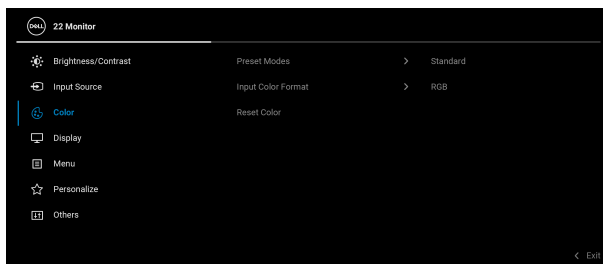 DELL 22 Monitor
Brightness/Contrast Preset Modes > Standard
Input Source Input Color Format > RGB
Color Reset Color
Display
Menu
Personalize
Others
< Exit